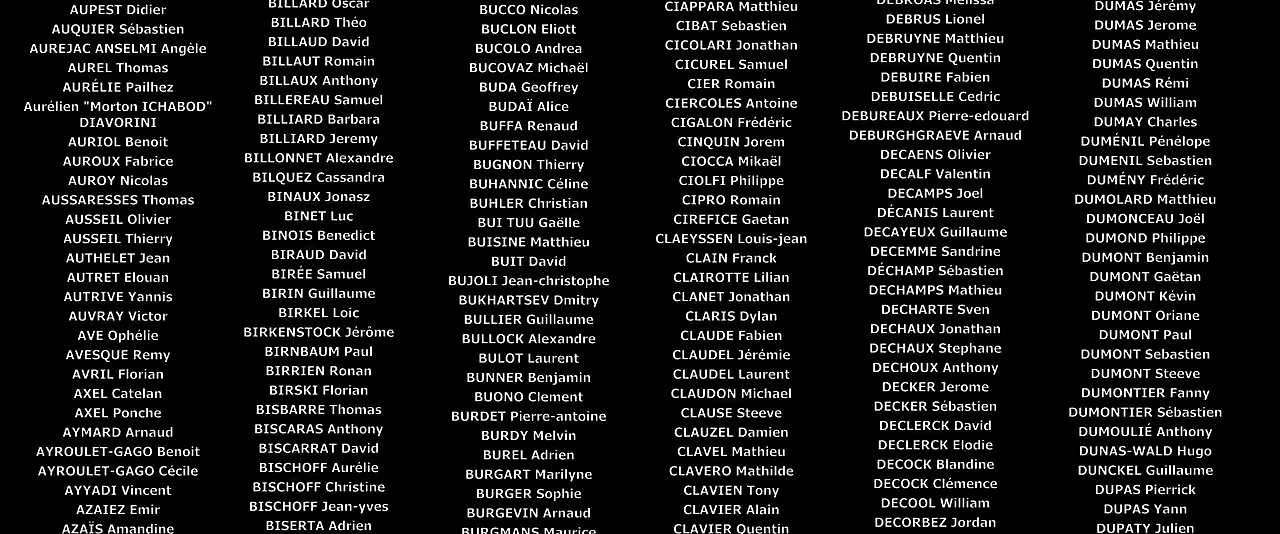 AUPEST Didier
AUQUIER Sébastien
AUREJAC ANSELMI Angèle
AUREL Thomas
AURÉLIE Pailhez
Aurélien "Morton ICHABOD"
DIAVORINI
AURIOL Benoit
AUROUX Fabrice
AUROY Nicolas
AUSSARESSES Thomas
AUSSEIL Olivier
AUSSEIL Thierry
AUTHELET Jean
AUTRET Elouan
AUTRIVE Yannis
AUVRAY Victor
AVE Ophélie
AVESQUE Remy
AVRIL Florian
AXEL Catelan
AXEL Ponche
AYMARD Arnaud
AYROULET-GAGO Benoit
AYROULET-GAGO Cécile
AYYADI Vincent
AZAIEZ Emir
AZAÏS Amandine
BILLARD Oscar
BILLARD Théo
BILLAUD David
BILLAUT Romain
BILLAUX Anthony
BILLEREAU Samuel
BILLIARD Barbara
BILLIARD Jeremy
BILLONNET Alexandre
BILQUEZ Cassandra
BINAUX Jonasz
BINET Luc
BINOIS Benedict
BIRAUD David
BIRÉE Samuel
BIRIN Guillaume
BIRKEL Loic
BIRKENSTOCK Jérôme
BIRNBAUM Paul
BIRRIEN Ronan
BIRSKI Florian
BISBARRE Thomas
BISCARAS Anthony
BISCARRAT David
BISCHOFF Aurélie
BISCHOFF Christine
BISCHOFF Jean-yves
BISERTA Adrien
BUCCO Nicolas
BUCLON Eliott
BUCOLO Andrea
BUCOVAZ Michaël
BUDA Geoffrey
BUDAÏ Alice
BUFFA Renaud
BUFFETEAU David
BUGNON Thierry
BUHANNIC Céline
BUHLER Christian
BUI TUU Gaëlle
BUISINE Matthieu
BUIT David
BUJOLI Jean-christophe
BUKHARTSEV Dmitry
BULLIER Guillaume
BULLOCK Alexandre
BULOT Laurent
BUNNER Benjamin
BUONO Clement
BURDET Pierre-antoine
BURDY Melvin
BUREL Adrien
BURGART Marilyne
BURGER Sophie
BURGEVIN Arnaud
BURGMANS Maurice
CIAPPARA Matthieu
CIBAT Sebastien
CICOLARI Jonathan
CICUREL Samuel
CIER Romain
CIERCOLES Antoine
CIGALON Frédéric
CINQUIN Jorem
CIOCCA Mikaël
CIOLFI Philippe
CIPRO Romain
CIREFICE Gaetan
CLAEYSSEN Louis-jean
CLAIN Franck
CLAIROTTE Lilian
CLANET Jonathan
CLARIS Dylan
CLAUDE Fabien
CLAUDEL Jérémie
CLAUDEL Laurent
CLAUDON Michael
CLAUSE Steeve
CLAUZEL Damien
CLAVEL Mathieu
CLAVERO Mathilde
CLAVIEN Tony
CLAVIER Alain
CLAVIER Quentin
DEBROAS Melissa
DEBRUS Lionel
DEBRUYNE Matthieu
DEBRUYNE Quentin
DEBUIRE Fabien
DEBUISELLE Cedric
DEBUREAUX Pierre-edouard
DEBURGHGRAEVE Arnaud
DECAENS Olivier
DECALF Valentin
DECAMPS Joel
DÉCANIS Laurent
DECAYEUX Guillaume
DECEMME Sandrine
DÉCHAMP Sébastien
DECHAMPS Mathieu
DECHARTE Sven
DECHAUX Jonathan
DECHAUX Stephane
DECHOUX Anthony
DECKER Jerome
DECKER Sébastien
DECLERCK David
DECLERCK Elodie
DECOCK Blandine
DECOCK Clémence
DECOOL William
DECORBEZ Jordan
DUMAS Jérémy
DUMAS Jerome
DUMAS Mathieu
DUMAS Quentin
DUMAS Rémi
DUMAS William
DUMAY Charles
DUMÉNIL Pénélope
DUMENIL Sebastien
DUMÉNY Frédéric
DUMOLARD Matthieu
DUMONCEAU Joël
DUMOND Philippe
DUMONT Benjamin
DUMONT Gaëtan
DUMONT Kévin
DUMONT Oriane
DUMONT Paul
DUMONT Sebastien
DUMONT Steeve
DUMONTIER Fanny
DUMONTIER Sébastien
DUMOULIÉ Anthony
DUNAS-WALD Hugo
DUNCKEL Guillaume
DUPAS Pierrick
DUPAS Yann
DUPATY Julien